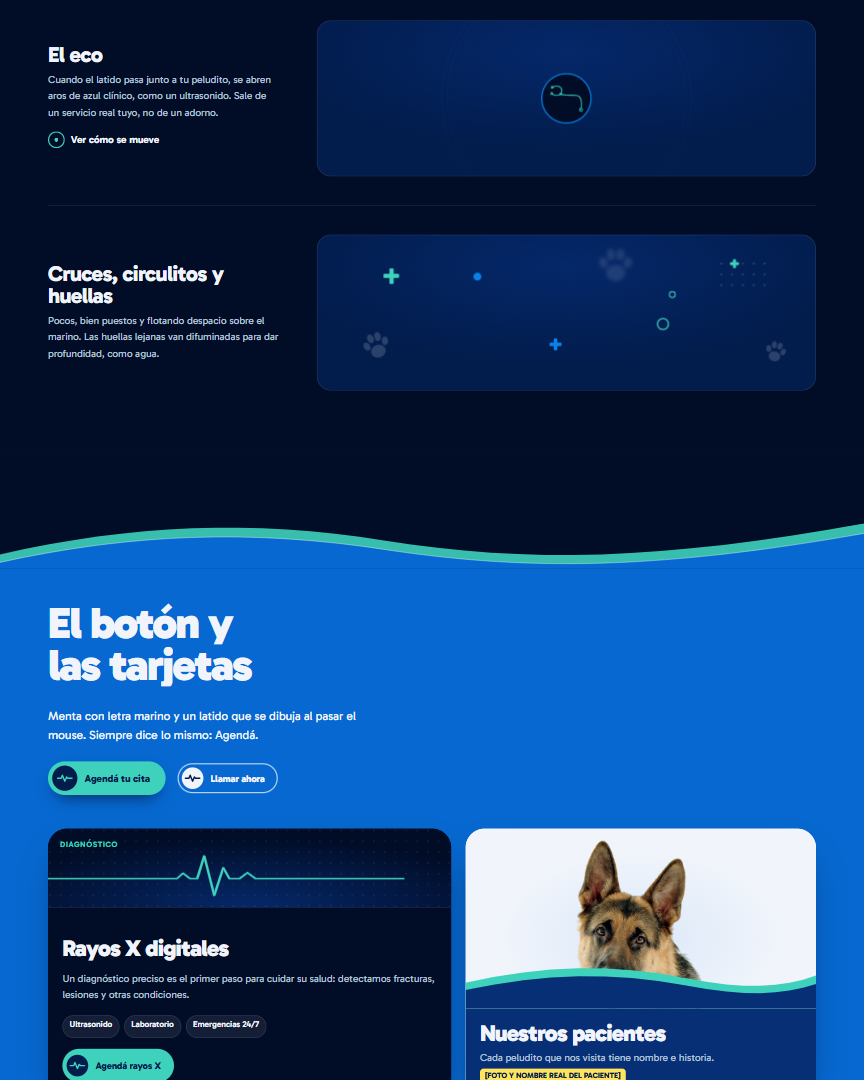 El eco
Cuando el latido pasa junto a tu peludito, se abren
aros de azul clínico, como un ultrasonido. Sale de
un servicio real tuyo, no de un adorno.
Ver cómo se mueve
Cruces, circulitos y
huellas
Pocos, bien puestos y flotando despacio sobre el
marino. Las huellas lejanas van difuminadas para dar
profundidad, como agua.
El botón y
las tarjetas
Menta con letra marino y un latido que se dibuja al pasar el
mouse. Siempre dice lo mismo: Agendá.
Agendá tu cita
Llamar ahora
DIAGNÓSTICO
Rayos X digitales
Un diagnóstico preciso es el primer paso para cuidar su salud: detectamos fracturas,
lesiones y otras condiciones.
Ultrasonido
Laboratorio
Emergencias 24/7
Agendá rayos X
Nuestros pacientes
Cada peludito que nos visita tiene nombre e historia.
[FOTO Y NOMBRE REAL DEL PACIENTE]